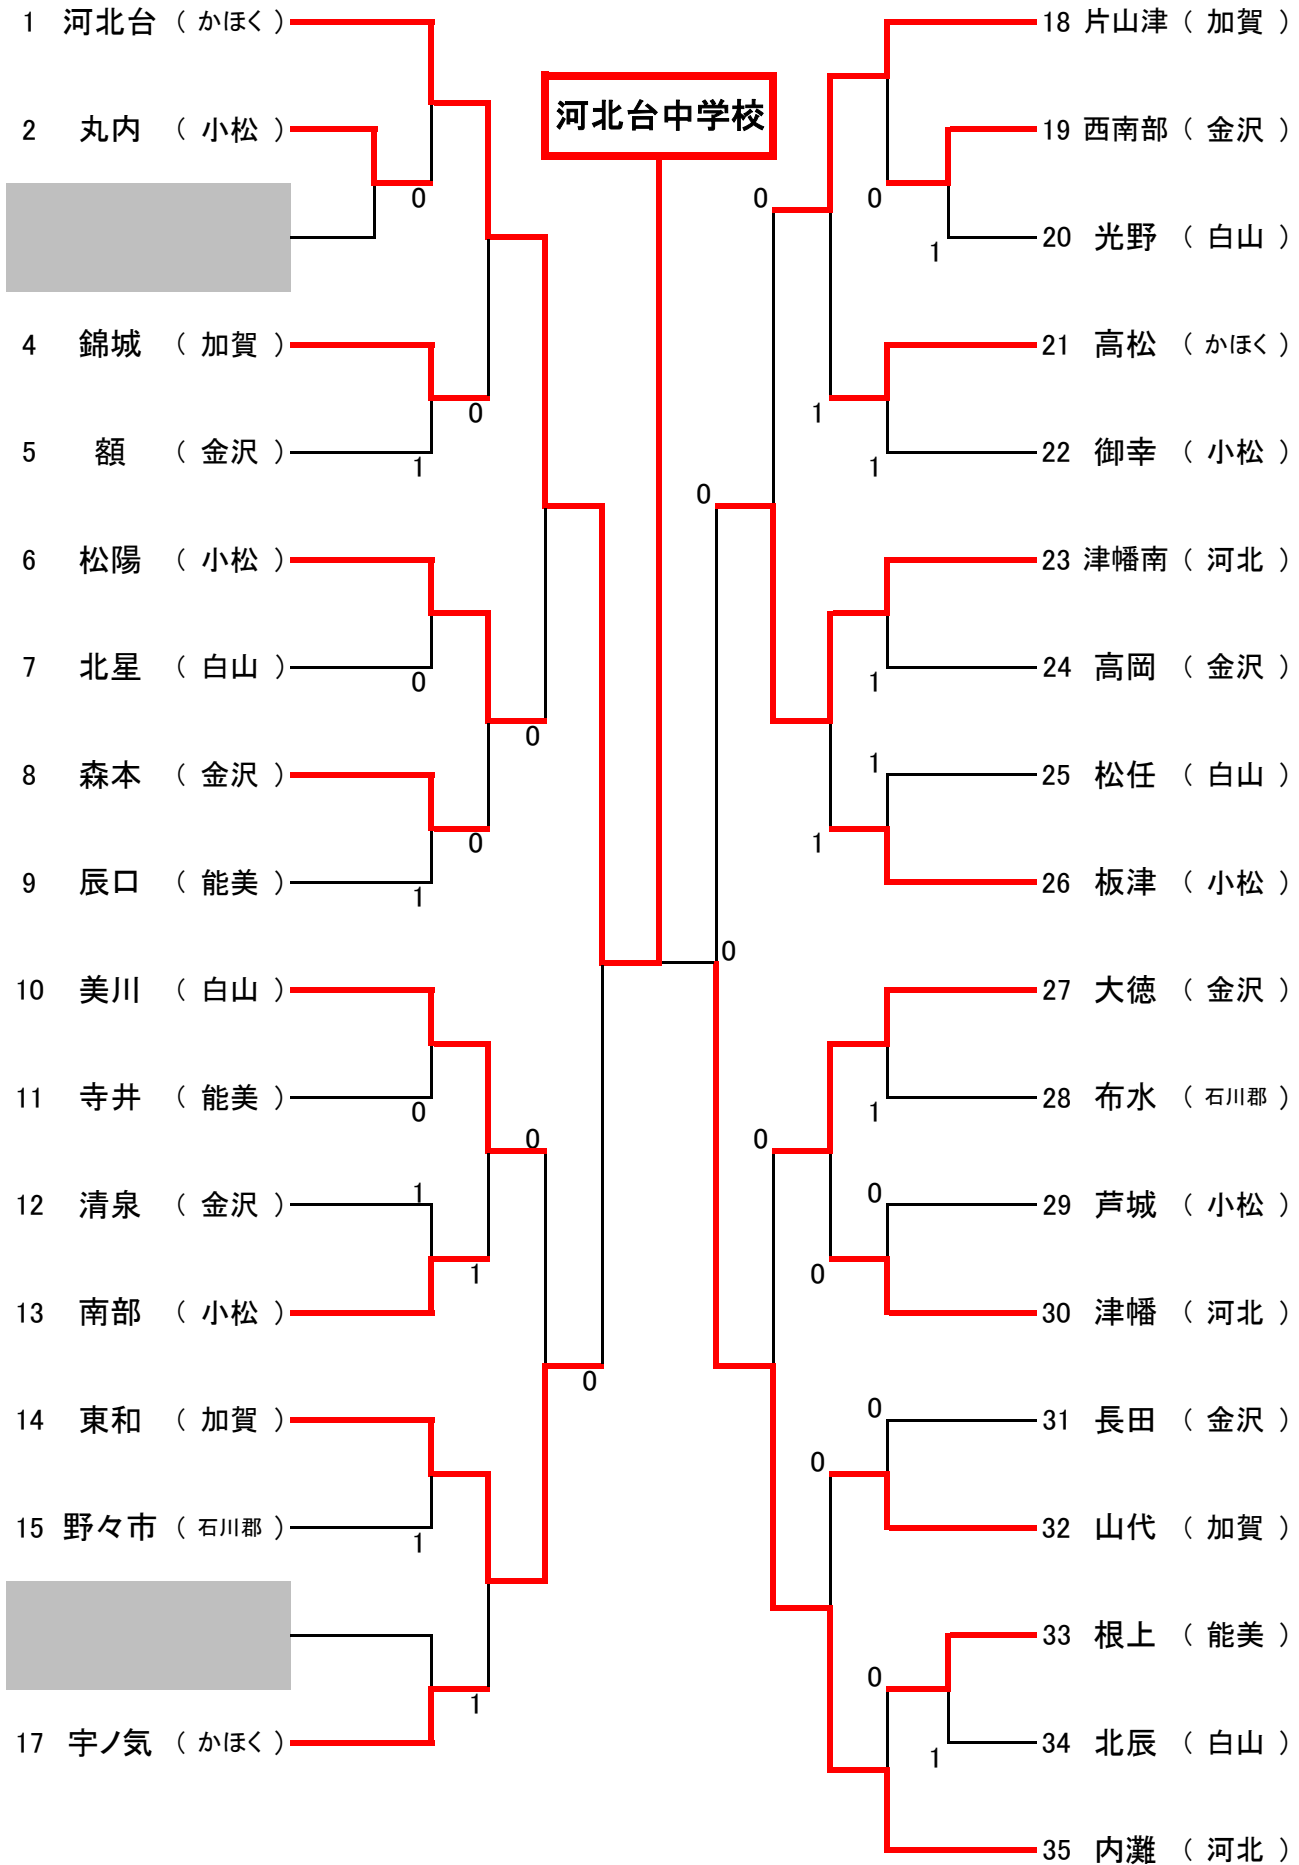 河北台中学校
1 河北台 （ かほく ）
2 丸内 （ 小松 ）
0
4 錦城 （ 加賀 ）
0
5 額 （ 金沢 ）
1
6 松陽 （ 小松 ）
7 北星 （ 白山 ）
0
0
8 森本 （ 金沢 ）
0
9 辰口 （ 能美 ）
1
10 美川 （ 白山 ）
11 寺井 （ 能美 ）
0
0
12 清泉 （ 金沢 ）
1
1
13 南部 （ 小松 ）
0
14 東和 （ 加賀 ）
15 野々市 （ 石川郡 ）
1
1
17 宇ノ気 （ かほく ）
18 片山津 （ 加賀 ）
19 西南部 （ 金沢 ）
0
0
20 光野 （ 白山 ）
1
21 高松 （ かほく ）
1
22 御幸 （ 小松 ）
1
0
23 津幡南 （ 河北 ）
24 高岡 （ 金沢 ）
1
1
25 松任 （ 白山 ）
1
26 板津 （ 小松 ）
0
27 大徳 （ 金沢 ）
28 布水 （ 石川郡 ）
1
0
0
29 芦城 （ 小松 ）
0
30 津幡 （ 河北 ）
0
31 長田 （ 金沢 ）
0
32 山代 （ 加賀 ）
33 根上 （ 能美 ）
0
34 北辰 （ 白山 ）
1
35 内灘 （ 河北 ）